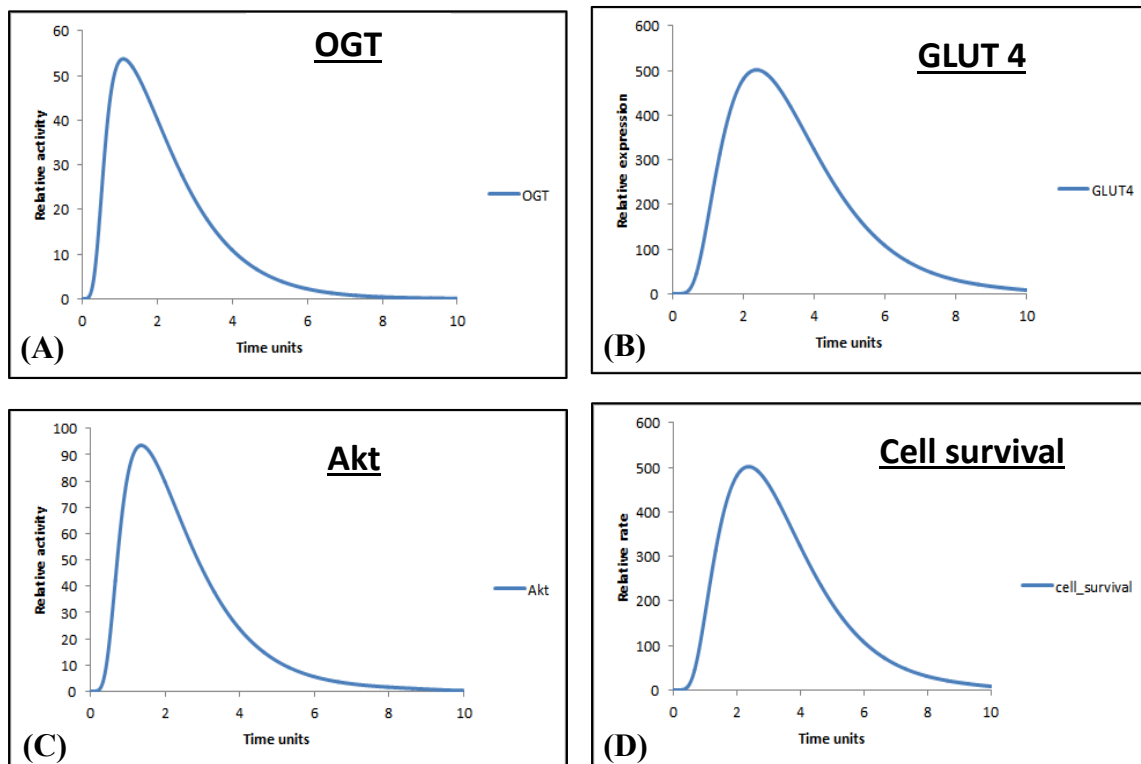 OGT
Relative activity
60
50
40
30
20
10
0
0 2 4 6 8 10
Time units
OGT
(A)
GLUT 4
Relative expression
600
500
400
300
200
100
0
0 2 4 6 8 10
Time units
GLUT4
(B)
Akt
Relative activity
100
90
80
70
60
50
40
30
20
10
0
0 2 4 6 8 10
Time units
Akt
(C)
Cell survival
Relative rate
600
500
400
300
200
100
0
0 2 4 6 8 10
Time units
cell_survival
(D)